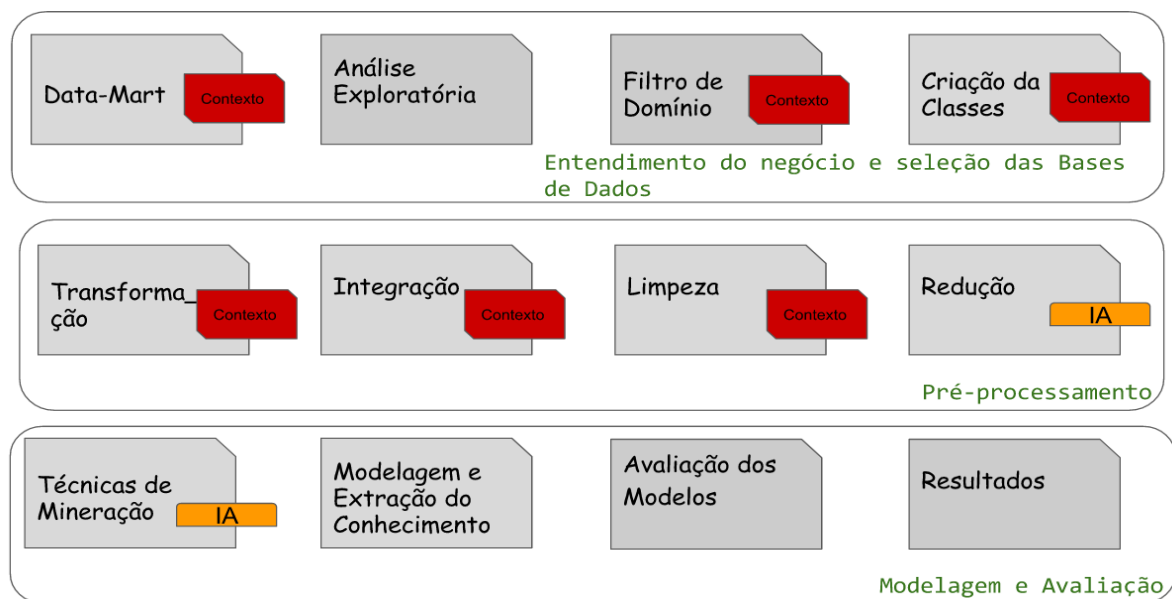 Data-Mart
Contexto
Análise
Exploratória
Filtro de
Domínio
Contexto
Criação da
Classes
Contexto
Entendimento do negócio e seleção das Bases
de Dados
Transforma_
ção
Contexto
Integração
Contexto
Limpeza
Contexto
Redução
IA
Pré-processamento
Técnicas de
Mineração
IA
Modelagem e
Extração do
Conhecimento
Avaliação dos
Modelos
Resultados
Modelagem e Avaliação